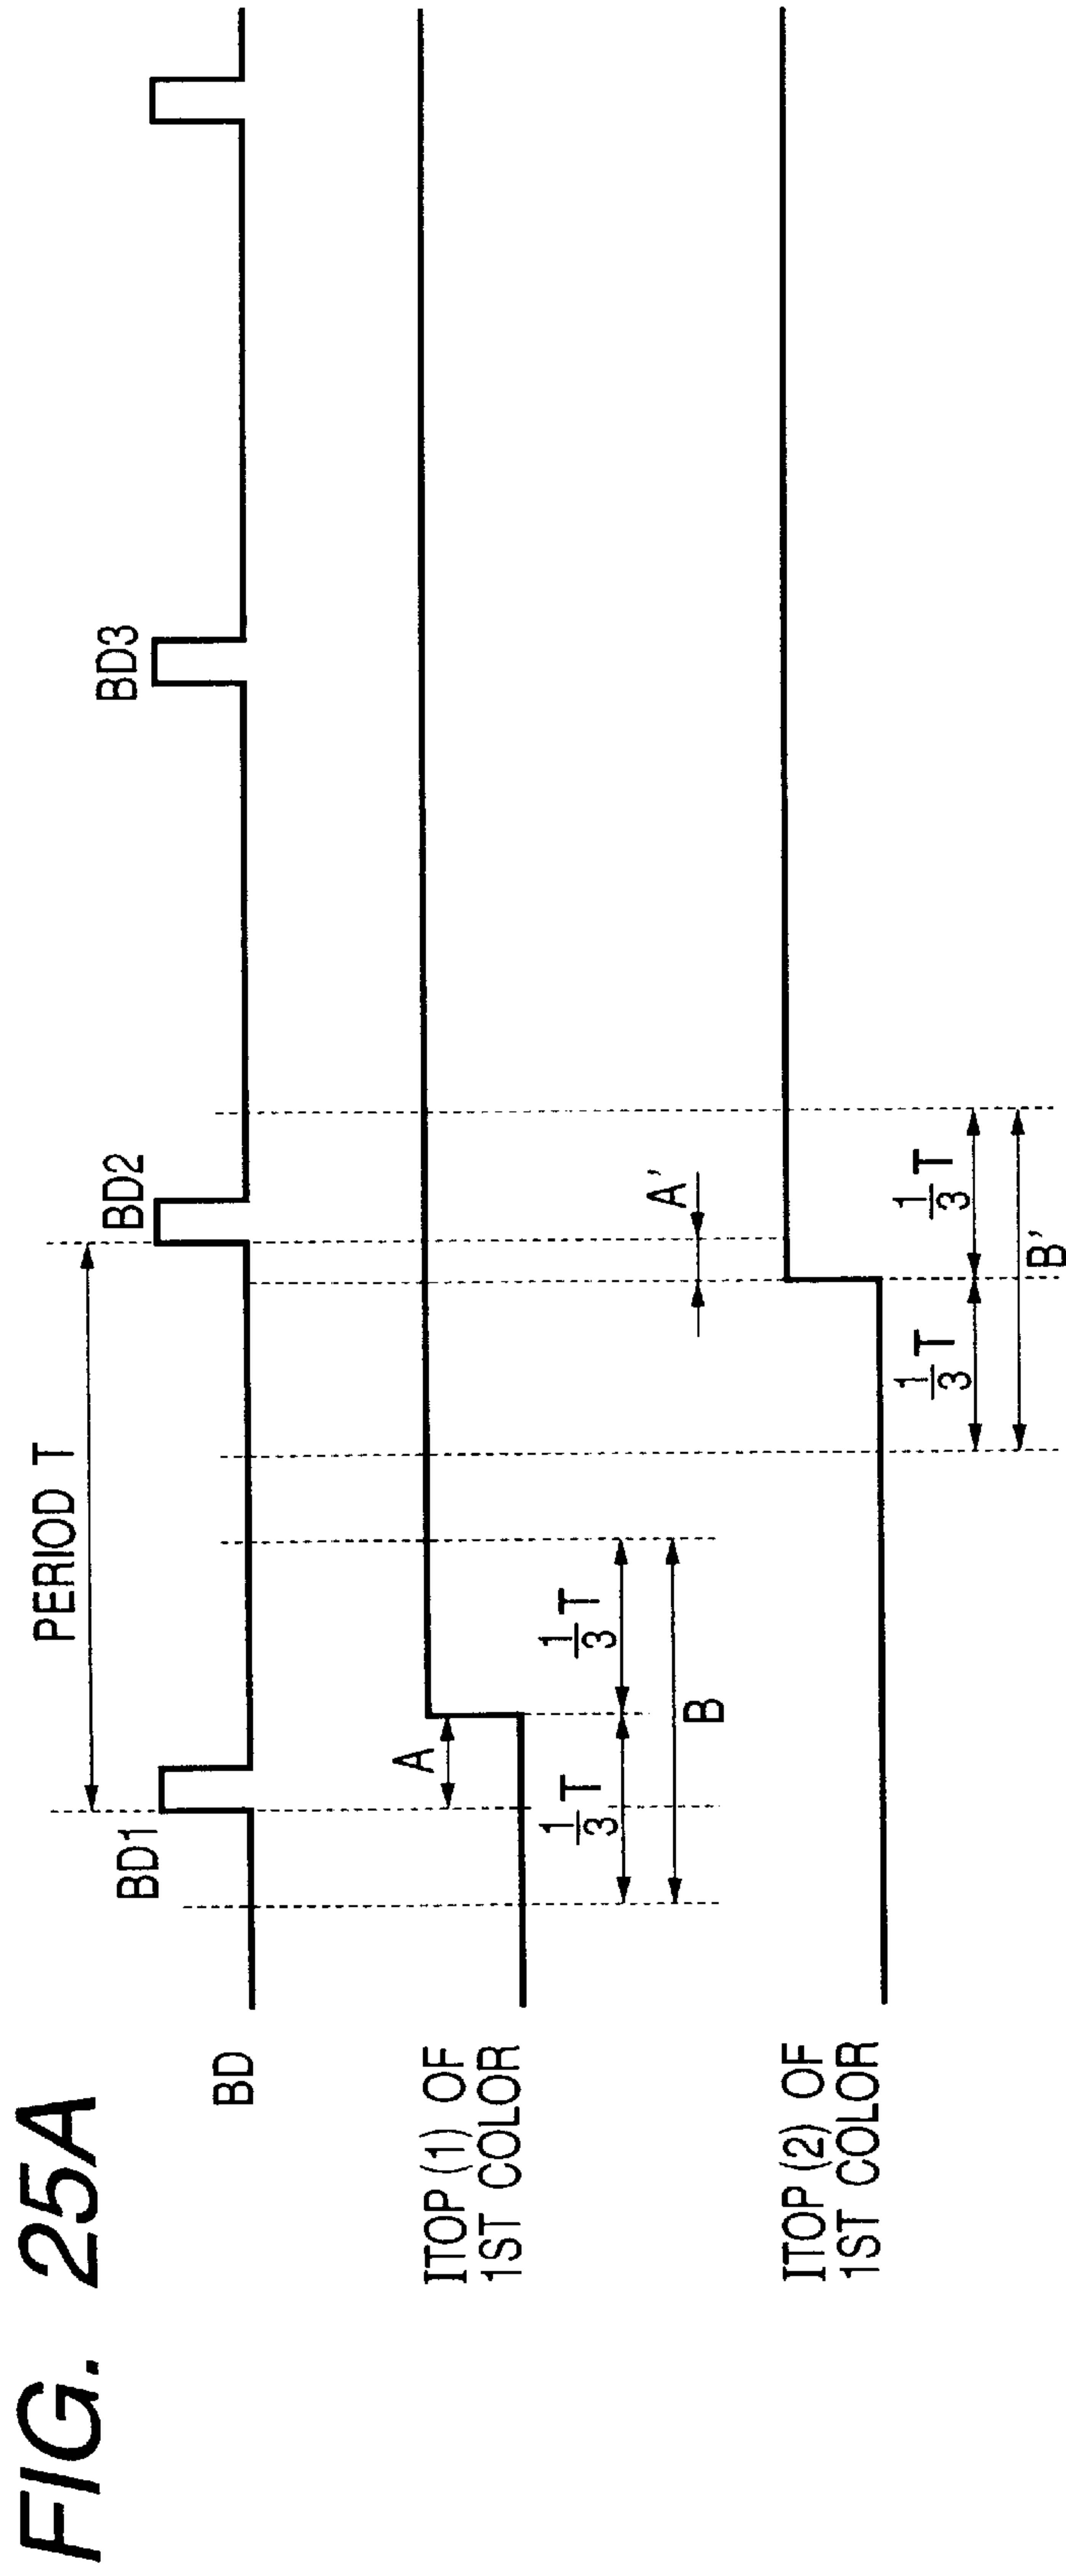 FIG. 25A
PERIOD T
BD1
BD2
BD3
BD
A
ITOP (1) OF
1ST COLOR
1/3 T
1/3 T
B
A'
ITOP (2) OF
1ST COLOR
1/3 T
1/3 T
B'